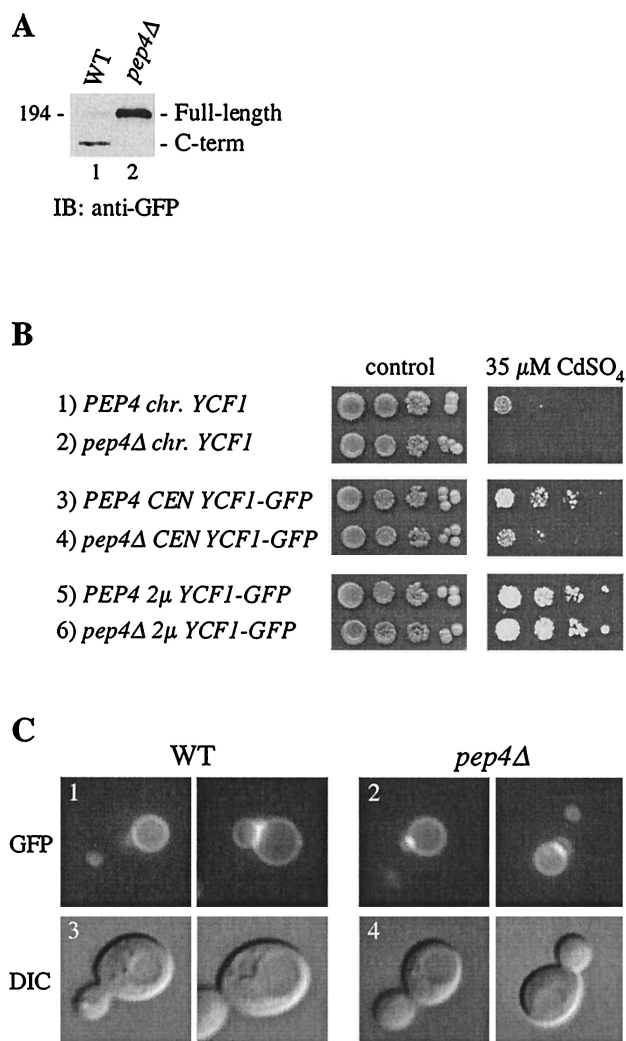 A
WT pep4Δ
194 - - Full-length
- C-term
1 2
IB: anti-GFP
B
control 35 µM CdSO4
1) PEP4 chr. YCF1
2) pep4Δ chr. YCF1
3) PEP4 CEN YCF1-GFP
4) pep4Δ CEN YCF1-GFP
5) PEP4 2µ YCF1-GFP
6) pep4Δ 2µ YCF1-GFP
C
WT pep4Δ
GFP 1 2
DIC 3 4